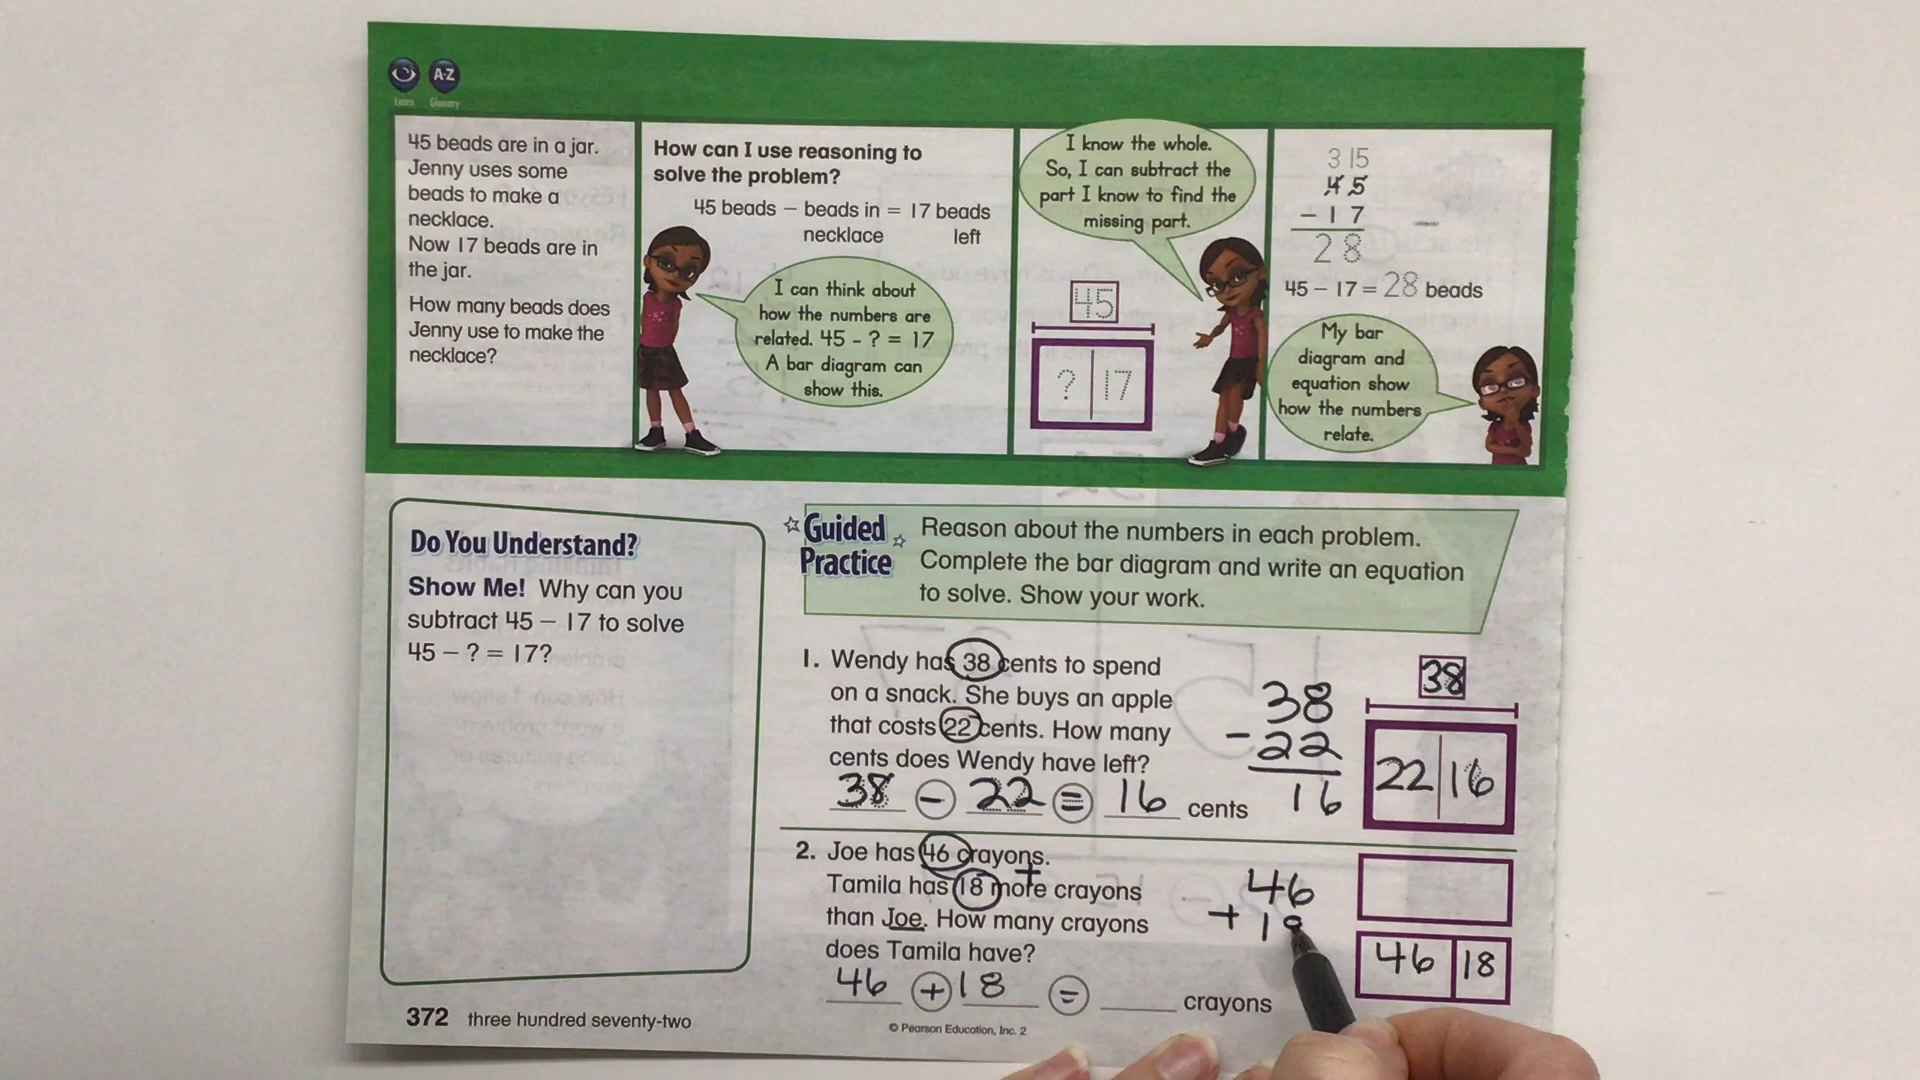 A-Z
Learn Glossary
45 beads are in a jar.
Jenny uses some
beads to make a
necklace.
Now 17 beads are in
the jar.
How many beads does
Jenny use to make the
necklace?
How can I use reasoning to
solve the problem?
45 beads – beads in = 17 beads
necklace left
I can think about
how the numbers are
related. 45 - ? = 17
A bar diagram can
show this.
I know the whole.
So, I can subtract the
part I know to find the
missing part.
45
? 17
3 15
45
– 17
28
45 – 17 = 28 beads
My bar
diagram and
equation show
how the numbers
relate.
Do You Understand?
Show Me! Why can you
subtract 45 – 17 to solve
45 – ? = 17?
Guided
Practice
Reason about the numbers in each problem.
Complete the bar diagram and write an equation
to solve. Show your work.
1. Wendy has 38 cents to spend
on a snack. She buys an apple
that costs 22 cents. How many
cents does Wendy have left?
38 – 22 = 16 cents
38
-22
16
38
22 16
2. Joe has 46 crayons.
+
Tamila has 18 more crayons
than Joe. How many crayons
does Tamila have?
46 + 18 = ____ crayons
46
+ 18
46 18
372 three hundred seventy-two
© Pearson Education, Inc. 2